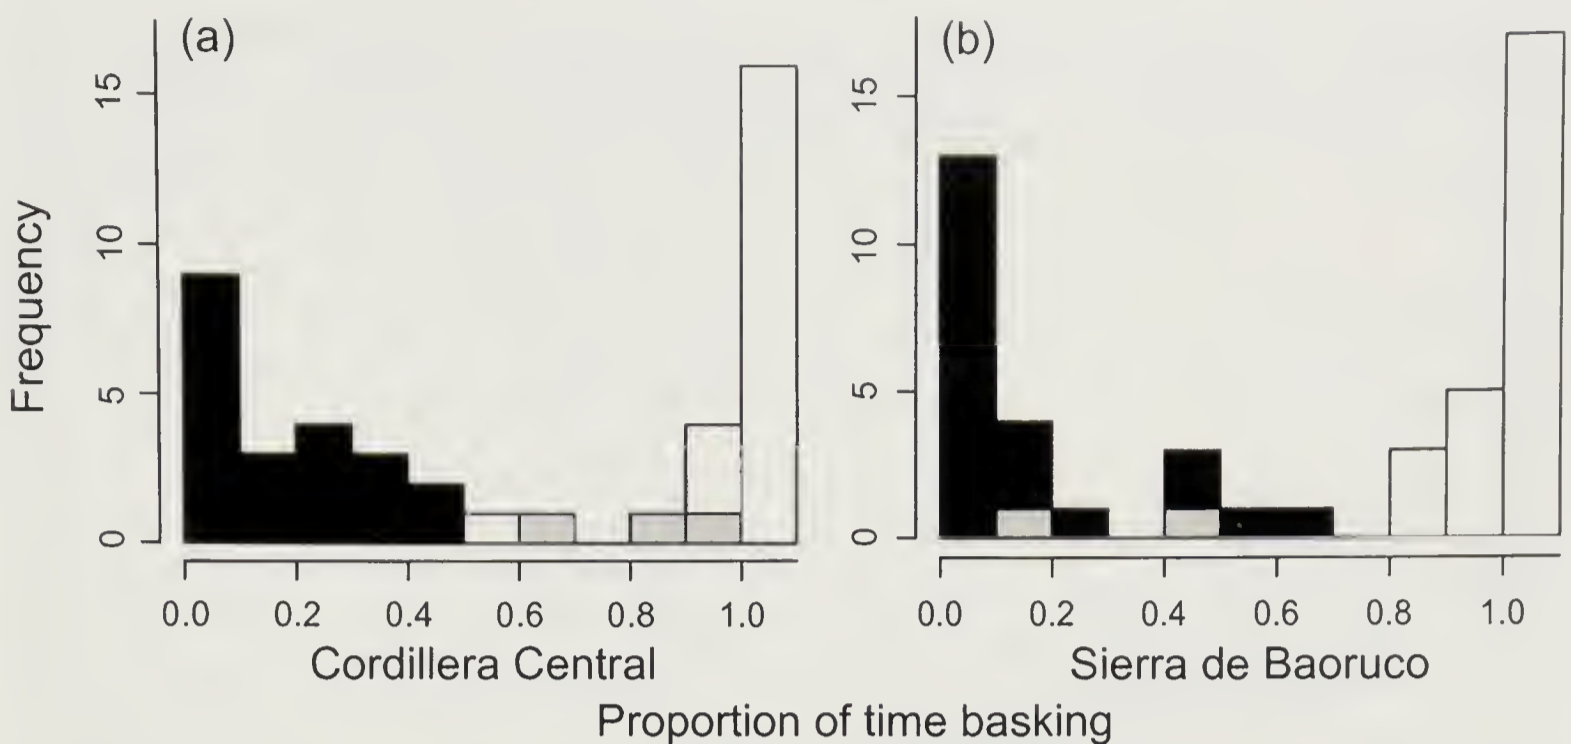 (a)
(b)
Frequency
15
10
5
0
15
10
5
0
0.0 0.2 0.4 0.6 0.8 1.0
0.0 0.2 0.4 0.6 0.8 1.0
Cordillera Central
Sierra de Baoruco
Proportion of time basking